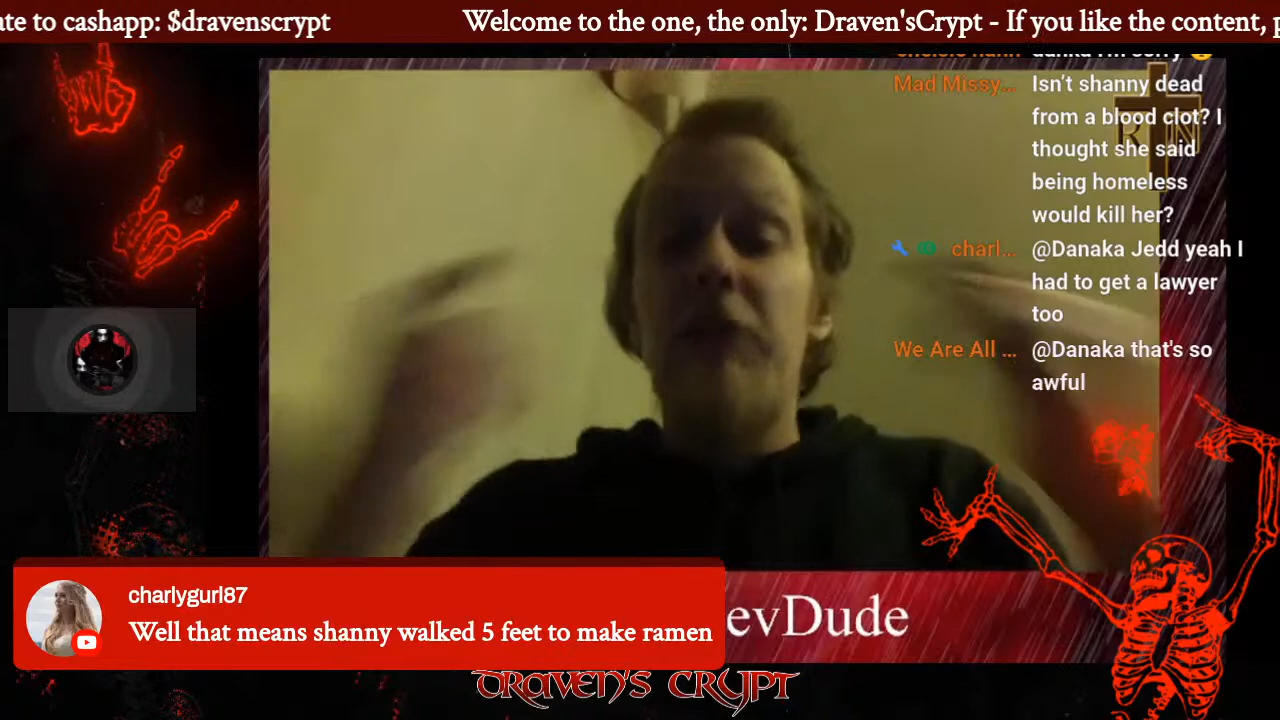 ate to cashapp: $dravenscrypt
Welcome to the one, the only: Draven'sCrypt - If you like the content, p
Mad Missy... Isn't shanny dead
from a blood clot? I
thought she said
being homeless
would kill her?
charl... @Danaka Jedd yeah I
had to get a lawyer
too
We Are All ... @Danaka that's so
awful
R N
charlygurl87
Well that means shanny walked 5 feet to make ramen
evDude
DRAVEN'S CRYPT